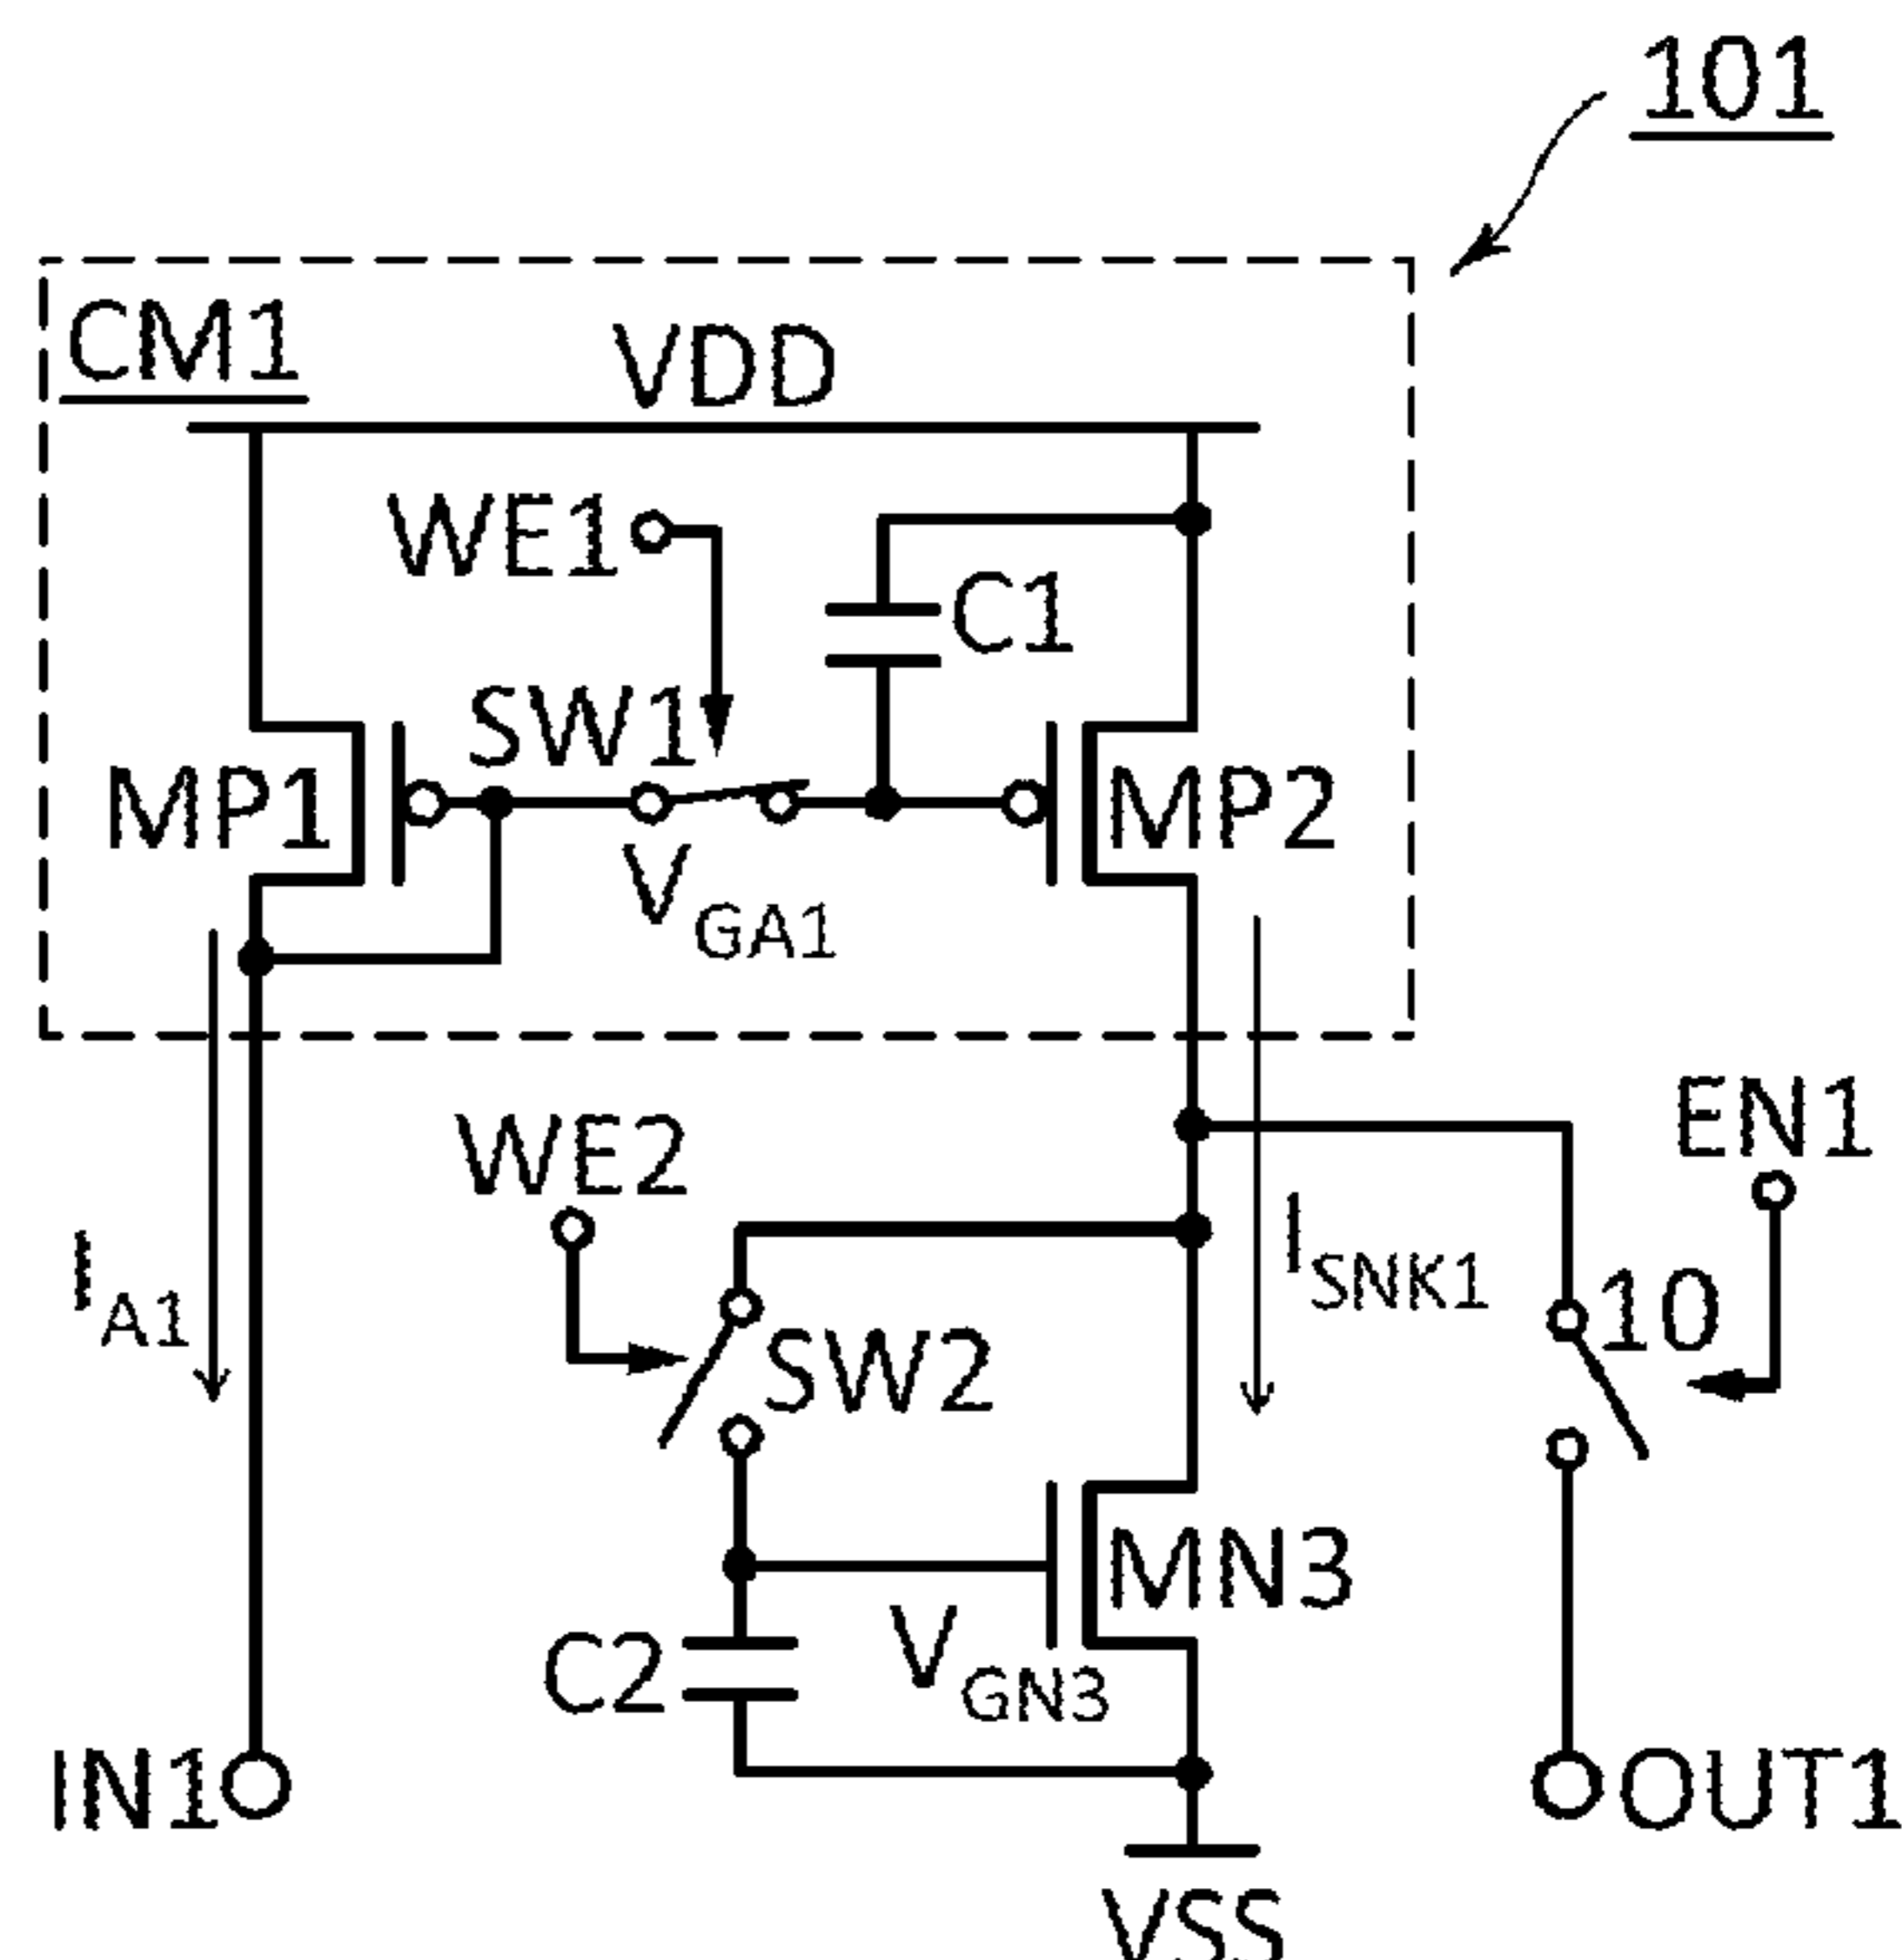 101
CM1
VDD
WE1
C1
SW1
MP1
MP2
VGA1
WE2
EN1
IA1
ISNK1
10
SW2
MN3
C2
VGN3
IN1
OUT1
VSS